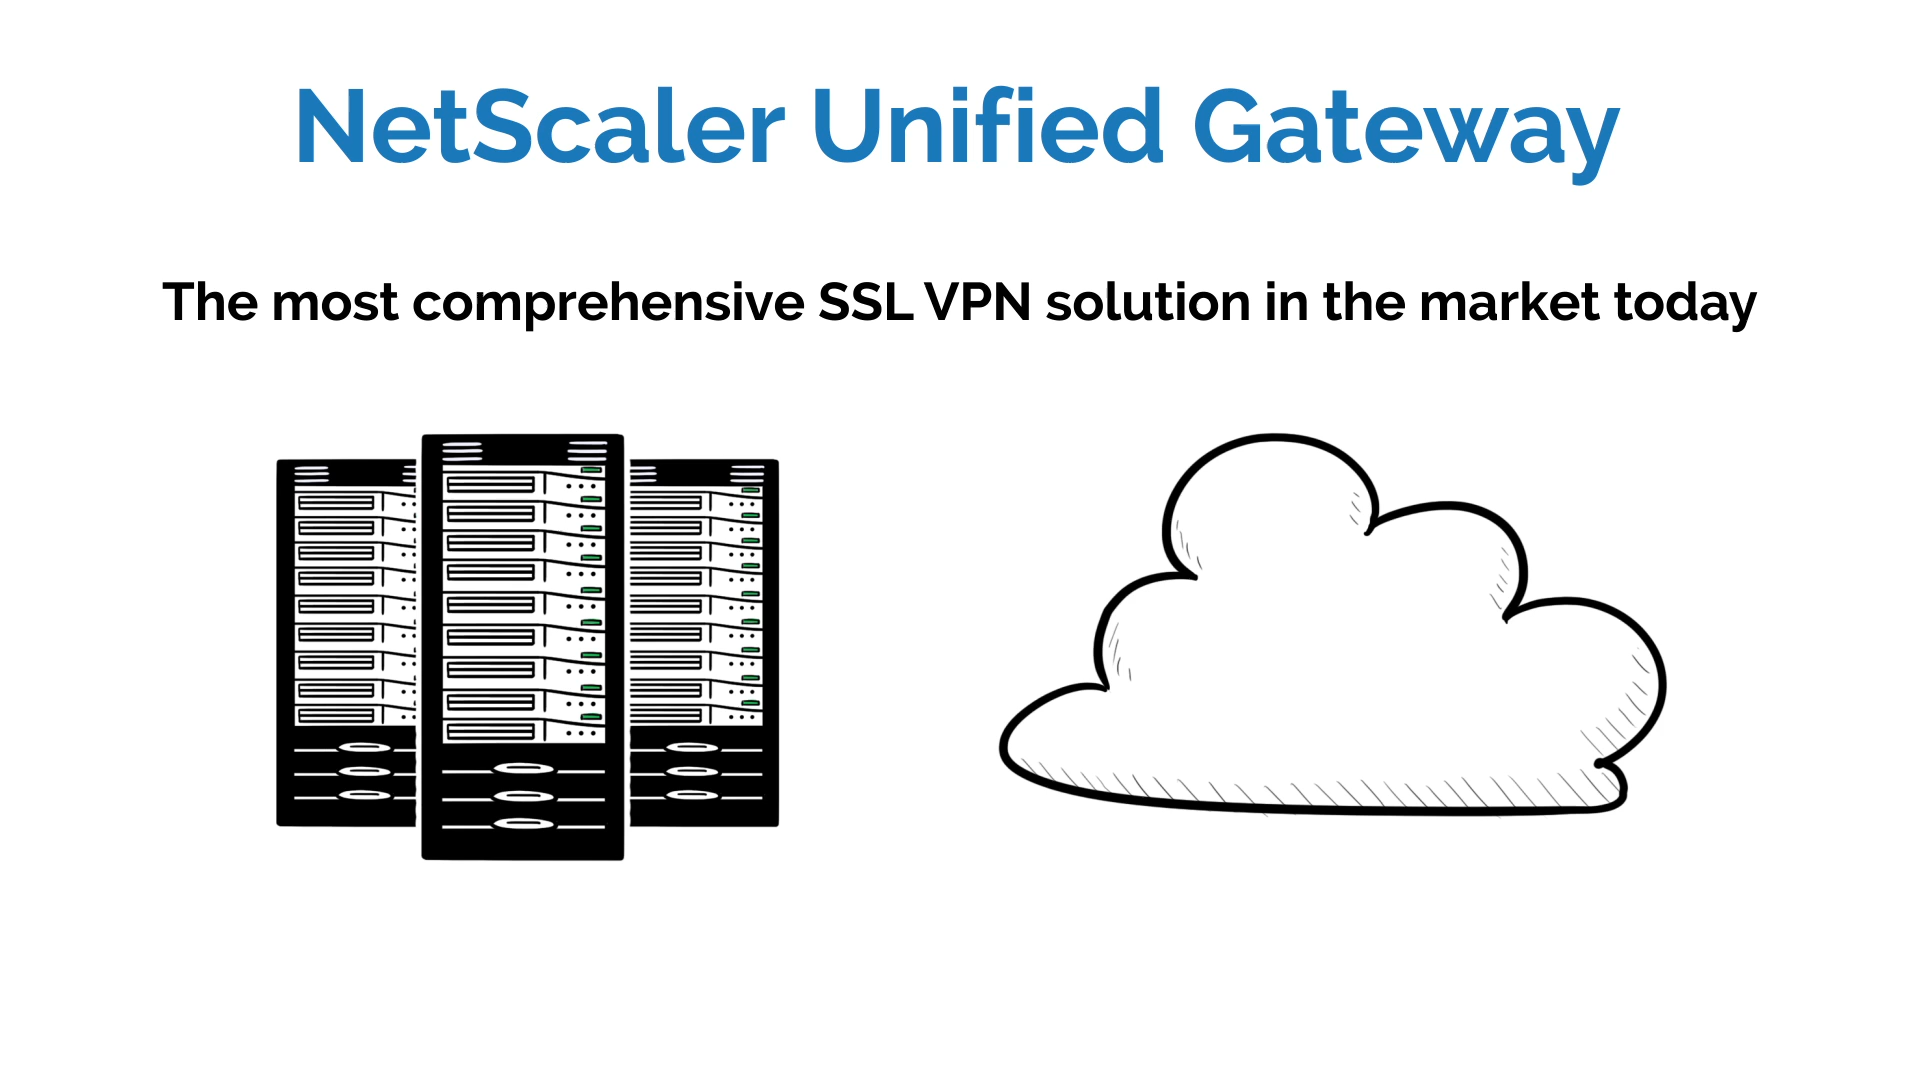 NetScaler Unified Gateway
The most comprehensive SSL VPN solution in the market today